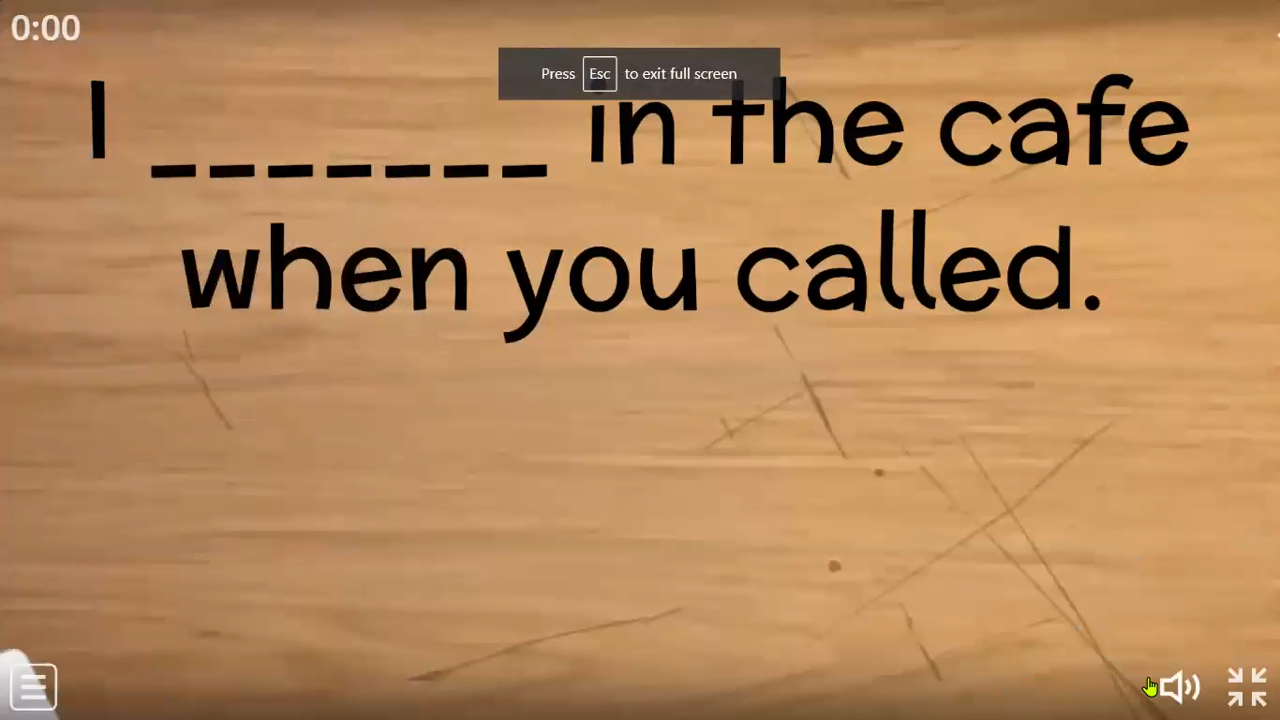 0:00
Press Esc to exit full screen
I _______ in the cafe
when you called.